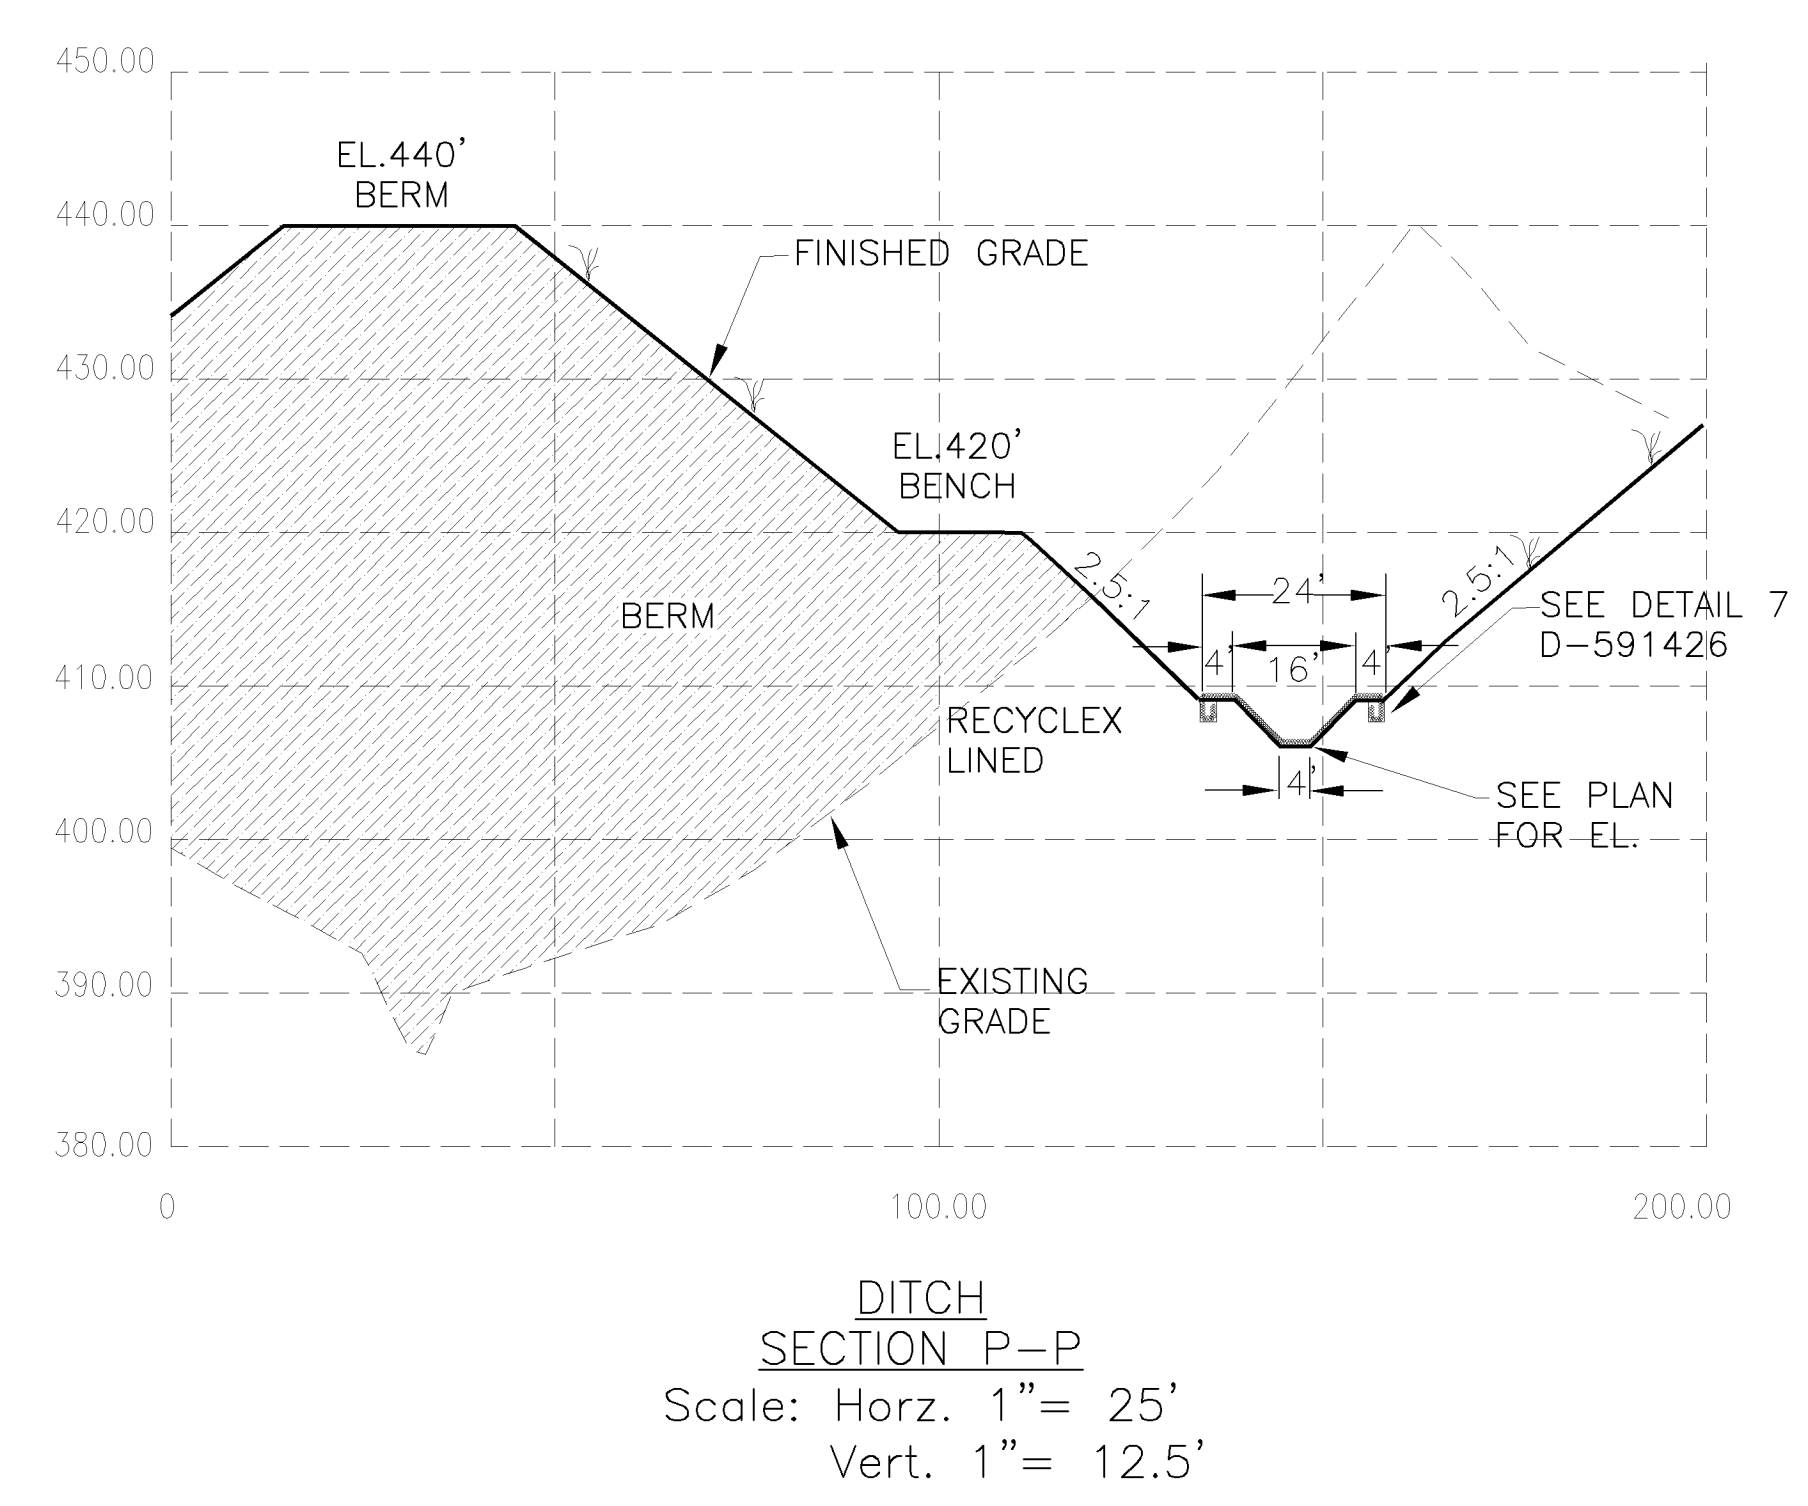 450.00
EL.440'
BERM
440.00
FINISHED GRADE
430.00
EL.420'
BENCH
420.00
2.5:1
24'
2.5:1
SEE DETAIL 7
D-591426
BERM
4'
16'
4'
410.00
RECYCLEX
LINED
4'
SEE PLAN
FOR EL.
400.00
390.00
EXISTING
GRADE
380.00
0
100.00
200.00
DITCH
SECTION P-P
Scale: Horz. 1"= 25'
Vert. 1"= 12.5'